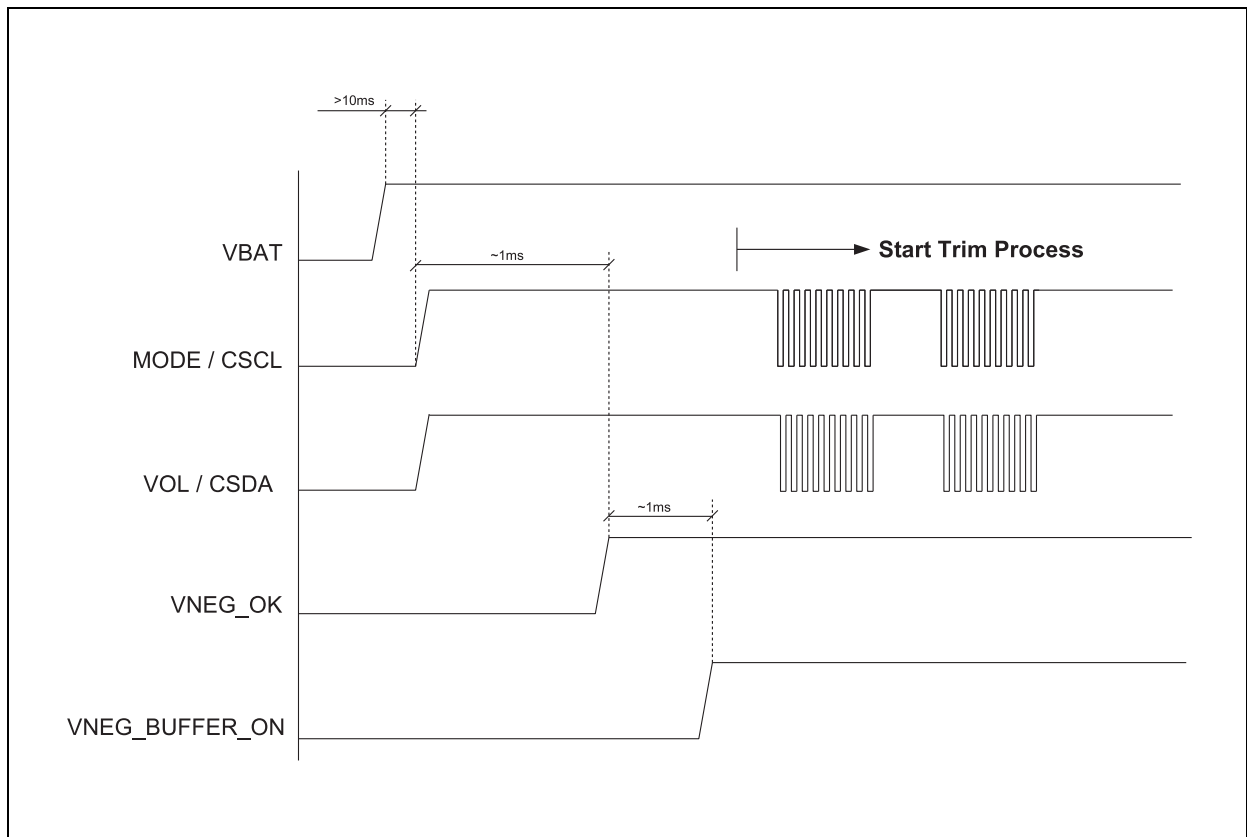 >10ms
VBAT
Start Trim Process
~1ms
MODE / CSCL
VOL / CSDA
~1ms
VNEG_OK
VNEG_BUFFER_ON